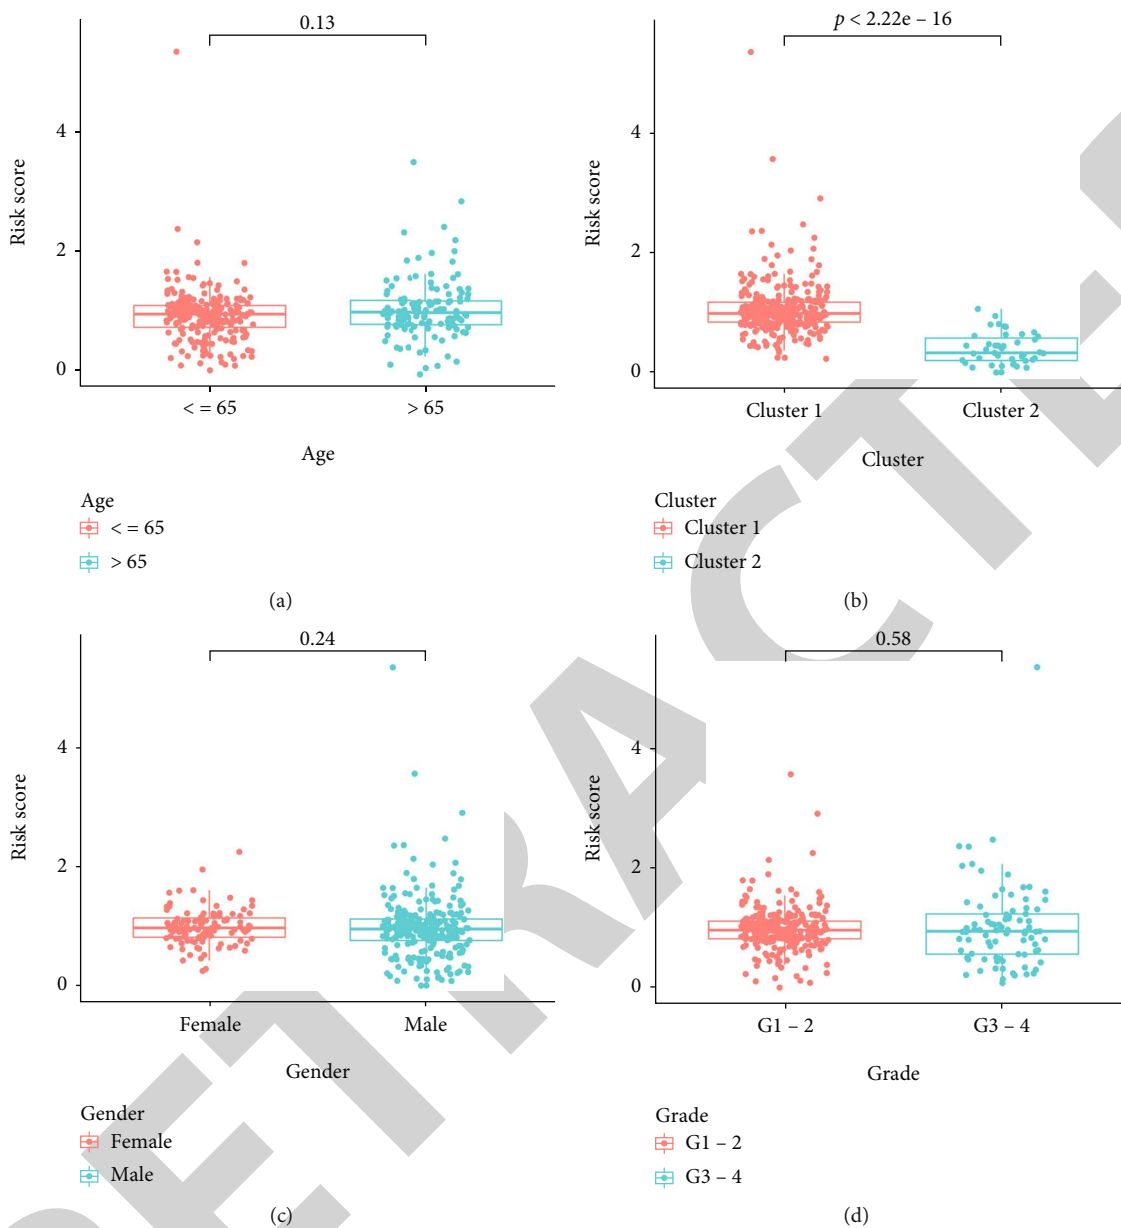 0.13
Risk score
4
2
0
< = 65
> 65
Age
Age
< = 65
> 65
(a)
p < 2.22e – 16
Risk score
4
2
0
Cluster 1
Cluster 2
Cluster
Cluster
Cluster 1
Cluster 2
(b)
0.24
Risk score
4
2
0
Female
Male
Gender
Gender
Female
Male
(c)
0.58
Risk score
4
2
0
G1 – 2
G3 – 4
Grade
Grade
G1 – 2
G3 – 4
(d)